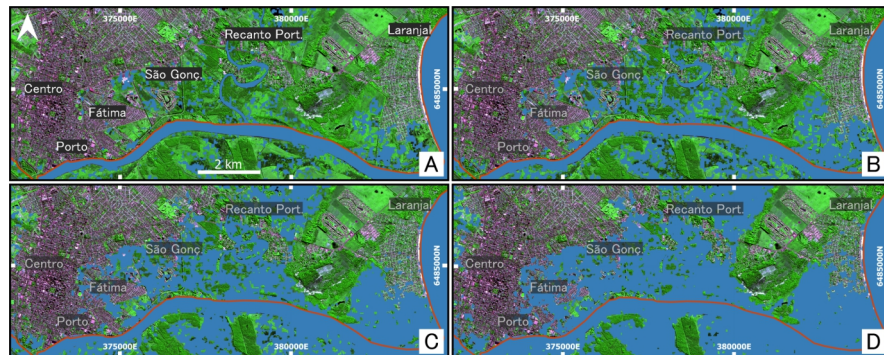 375000E
380000E
Recanto Port.
Laranjal
São Gonç.
Centro
Fátima
Porto
2 km
6485000N
A
Recanto Port.
Laranjal
São Gonç.
Centro
Fátima
Porto
6485000N
B
Recanto Port.
Laranjal
São Gonç.
Centro
Fátima
Porto
375000E
380000E
6485000N
C
Recanto Port.
Laranjal
São Gonç.
Centro
Fátima
Porto
375000E
380000E
6485000N
D